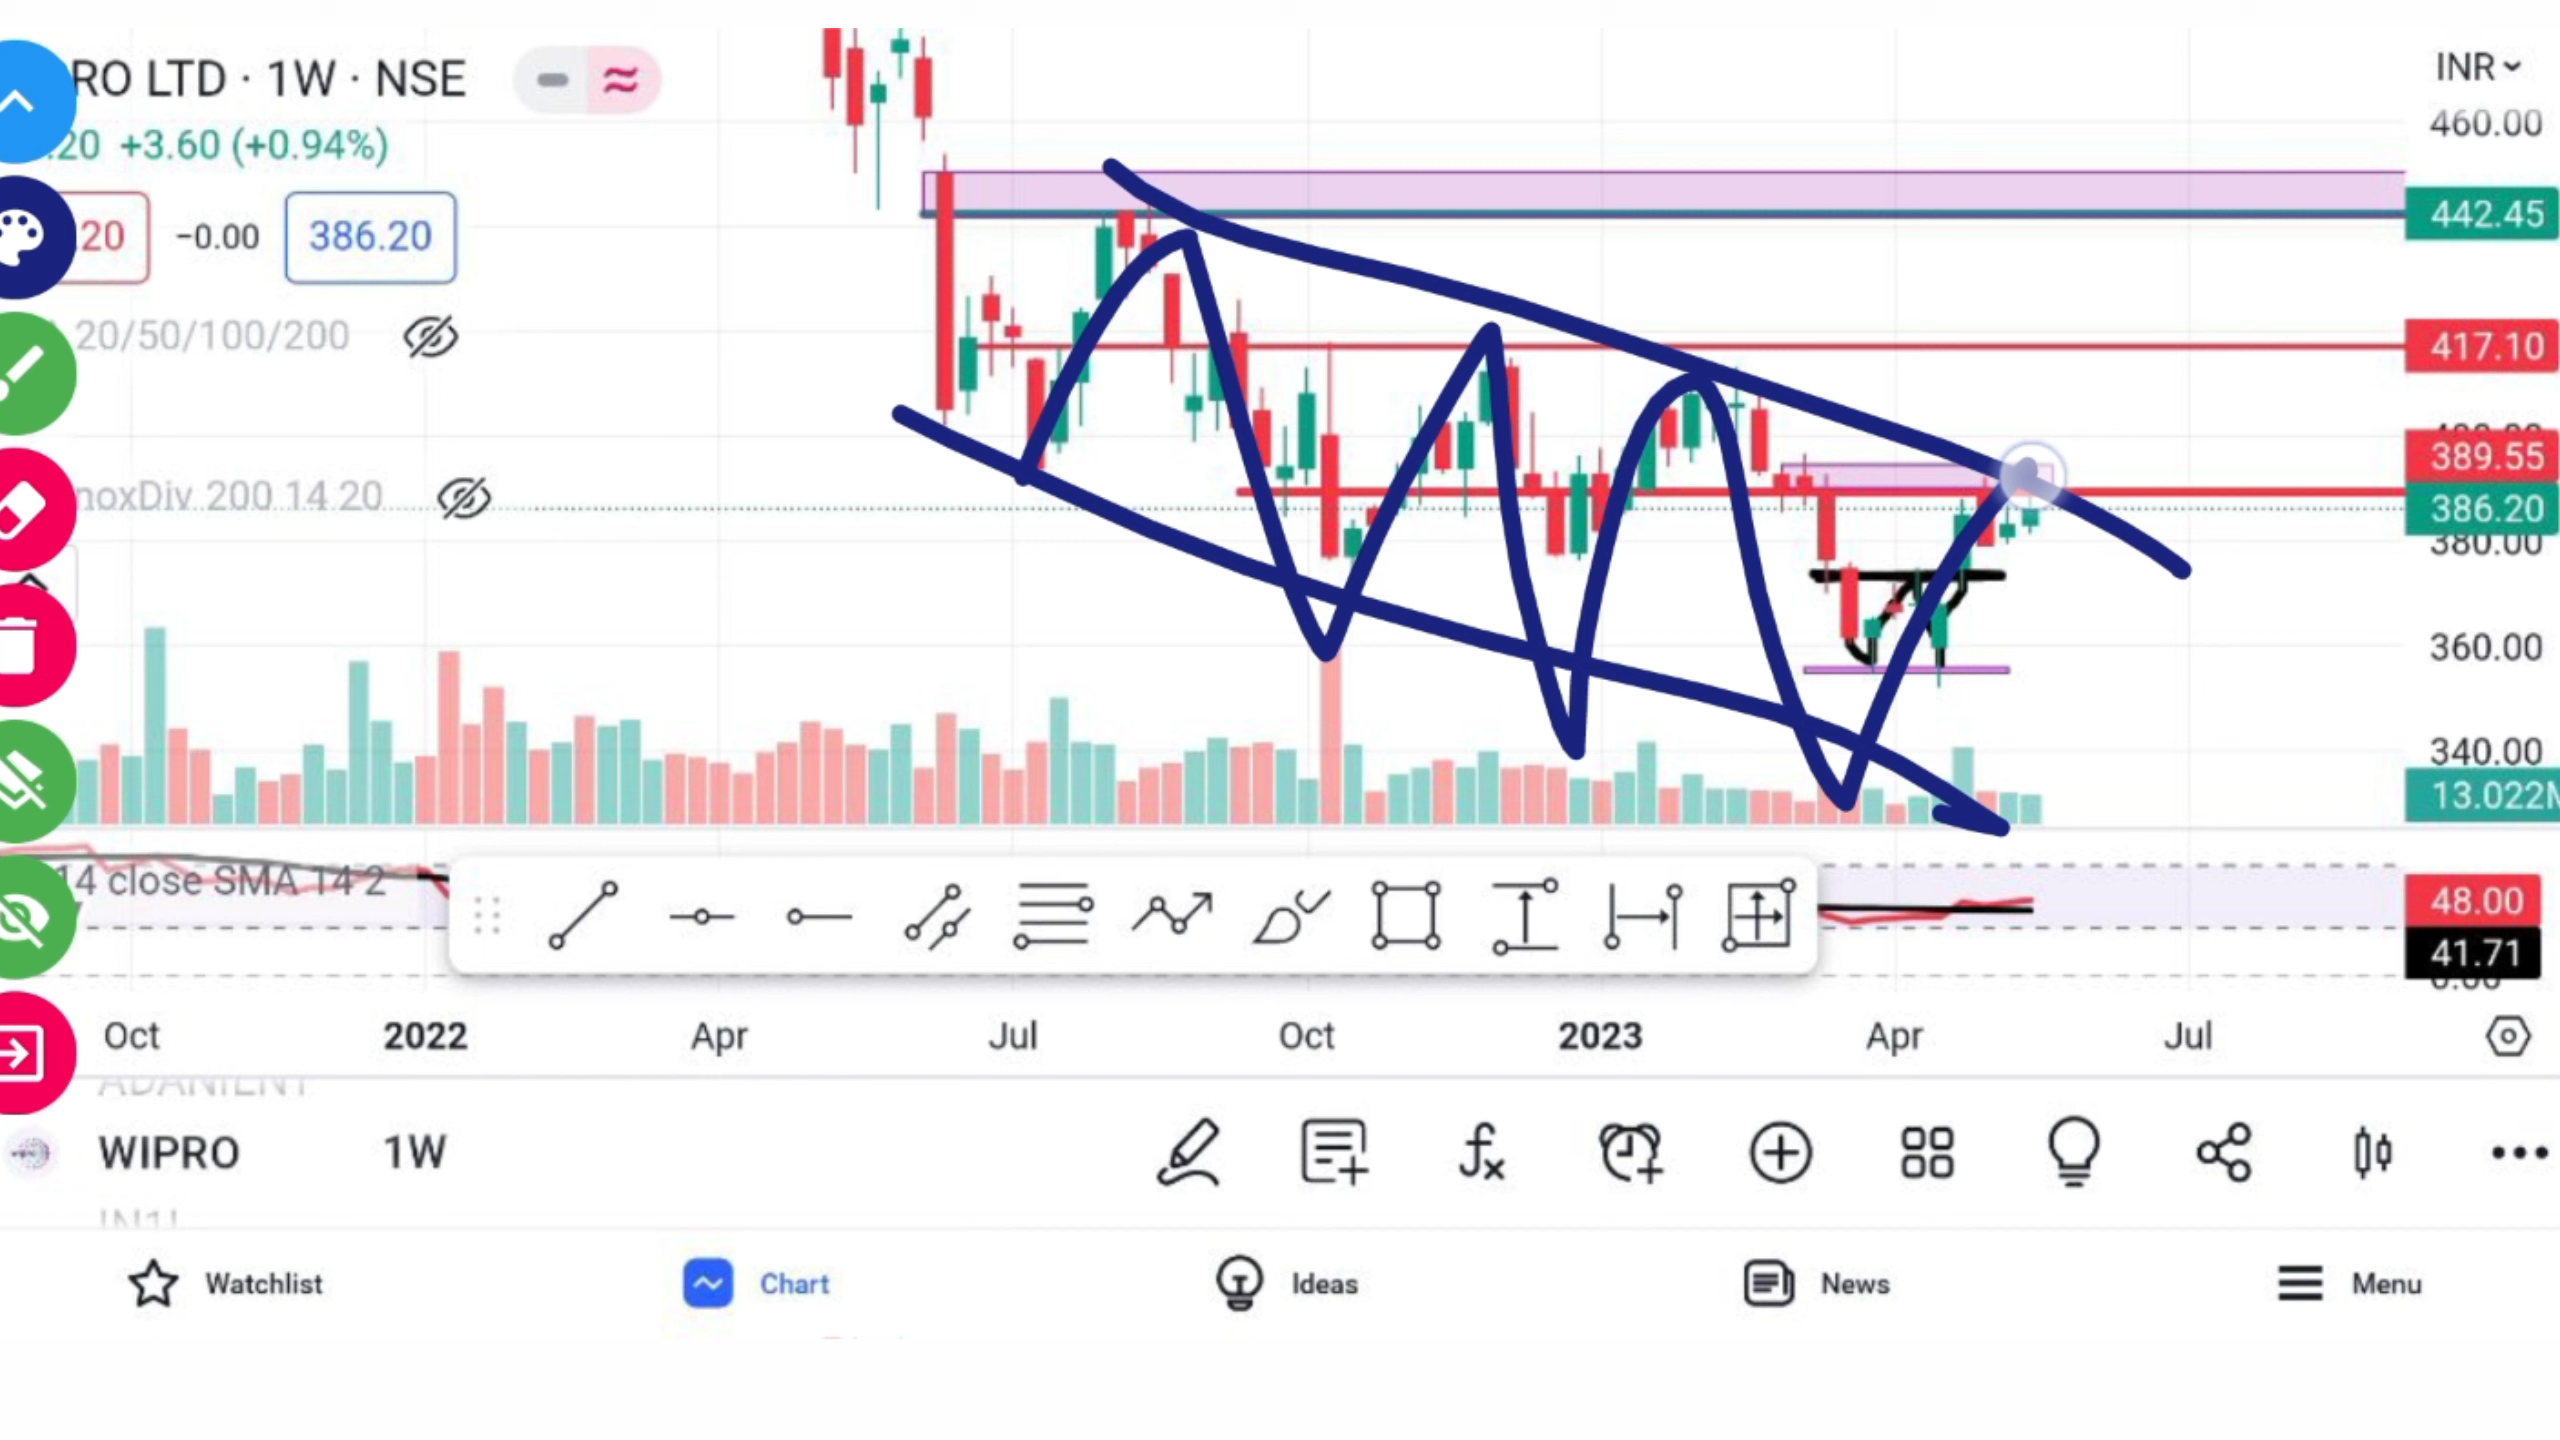 RO LTD · 1W · NSE
INR
.20 +3.60 (+0.94%)
460.00
20 −0.00 386.20
442.45
20/50/100/200
417.10
389.55
noxDiv 200 14 20
386.20
380.00
360.00
340.00
13.022M
14 close SMA 14 2
48.00
41.71
0.00
Oct 2022 Apr Jul Oct 2023 Apr Jul
ADANIENT
WIPRO 1W
Watchlist Chart Ideas News Menu